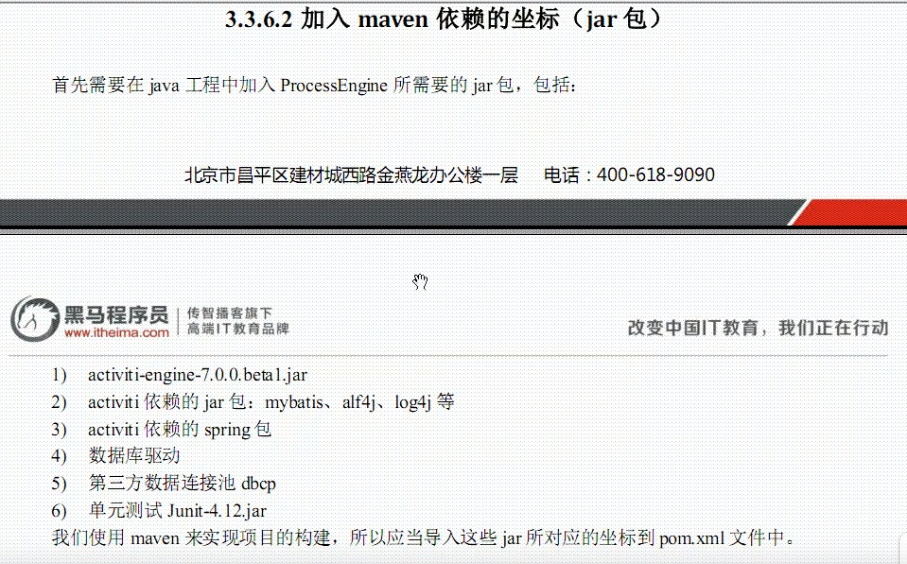 3.3.6.2 加入 maven 依赖的坐标（jar 包）
首先需要在 java 工程中加入 ProcessEngine 所需要的 jar 包，包括：
北京市昌平区建材城西路金燕龙办公楼一层 电话：400-618-9090
黑马程序员
www.itheima.com
传智播客旗下
高端IT教育品牌
改变中国IT教育，我们正在行动
1) activiti-engine-7.0.0.beta1.jar
2) activiti 依赖的 jar 包：mybatis、alf4j、log4j 等
3) activiti 依赖的 spring 包
4) 数据库驱动
5) 第三方数据连接池 dbcp
6) 单元测试 Junit-4.12.jar
我们使用 maven 来实现项目的构建，所以应当导入这些 jar 所对应的坐标到 pom.xml 文件中。